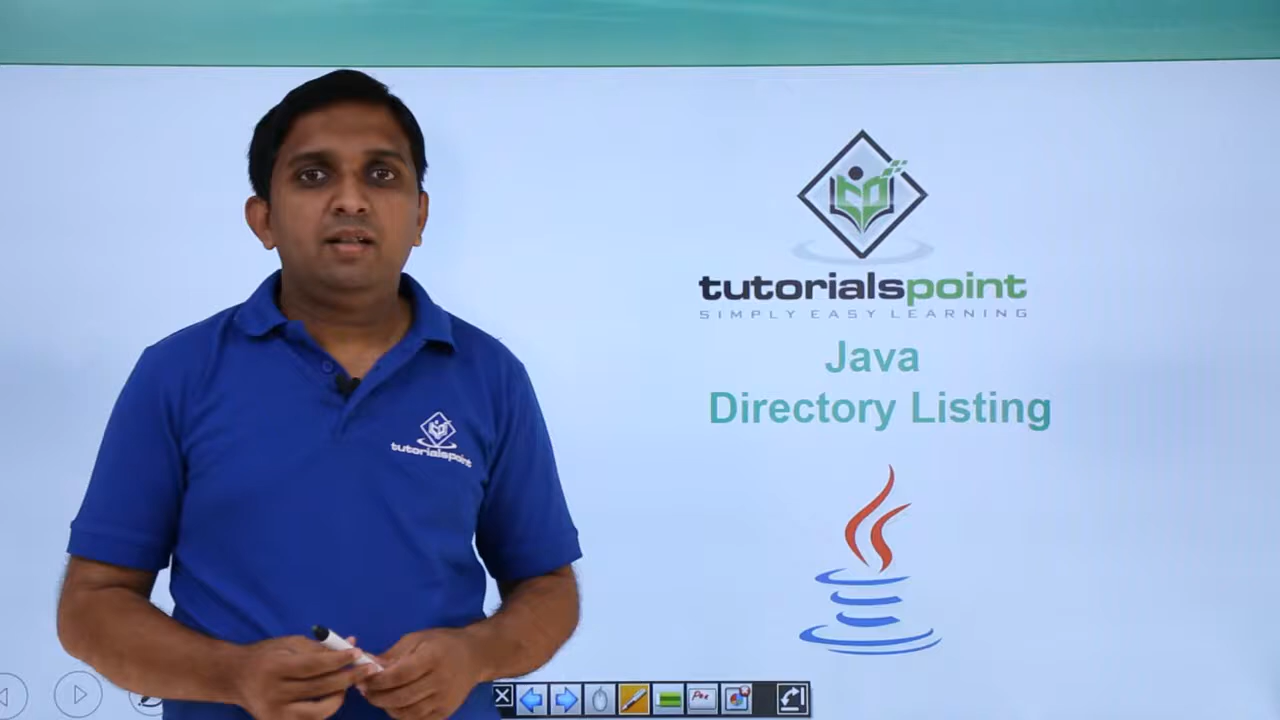 tutorialspoint
SIMPLY EASY LEARNING
Java
Directory Listing
tutorialspoint